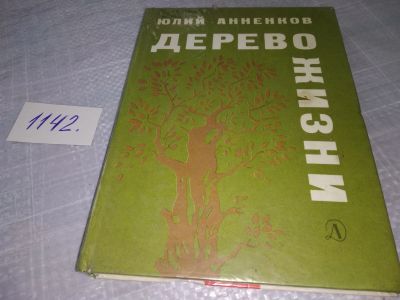 ЮЛИЙ АННЕНКОВ
ДЕРЕВО
ЖИЗНИ
Д
1142.